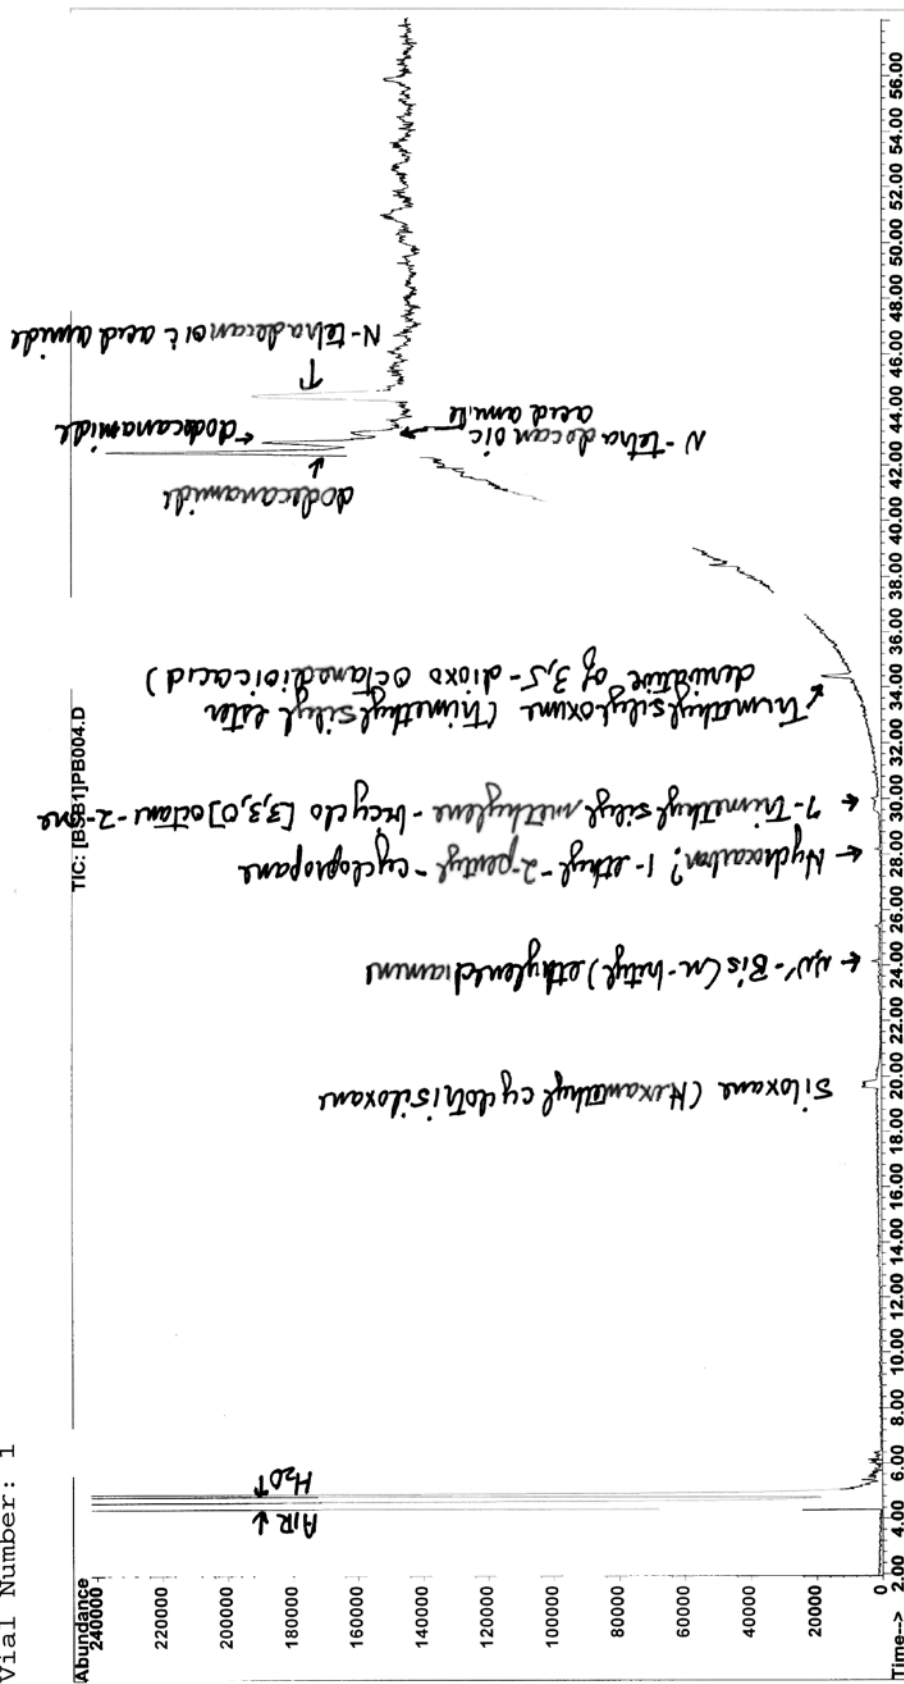 Vial Number: 1
Abundance
TIC: [BSB1]PB004.D
240000
220000
200000
180000
160000
140000
120000
100000
80000
60000
40000
20000
0
Time-->
2.00 4.00 6.00 8.00 10.00 12.00 14.00 16.00 18.00 20.00 22.00 24.00 26.00 28.00 30.00 32.00 34.00 36.00 38.00 40.00 42.00 44.00 46.00 48.00 50.00 52.00 54.00 56.00
AIR
H2O
Siloxane (Hexamethyl cyclotrisiloxane
N,N'-Bis(n-butyl) ethylenediamine
Hydrocarbon? 1-ethyl-2-pentyl-cyclopropane
7-Trimethylsilyl methylene-bicyclo [3,3,0] octane-2-one
Trimethylsilyloxime (Trimethylsilyl ester
derivative of 3,5-dioxo octanedioic acid)
dodecanamide
dodecanamide
N-tetradecanoic
acid amide
N-tetradecanoic acid amide